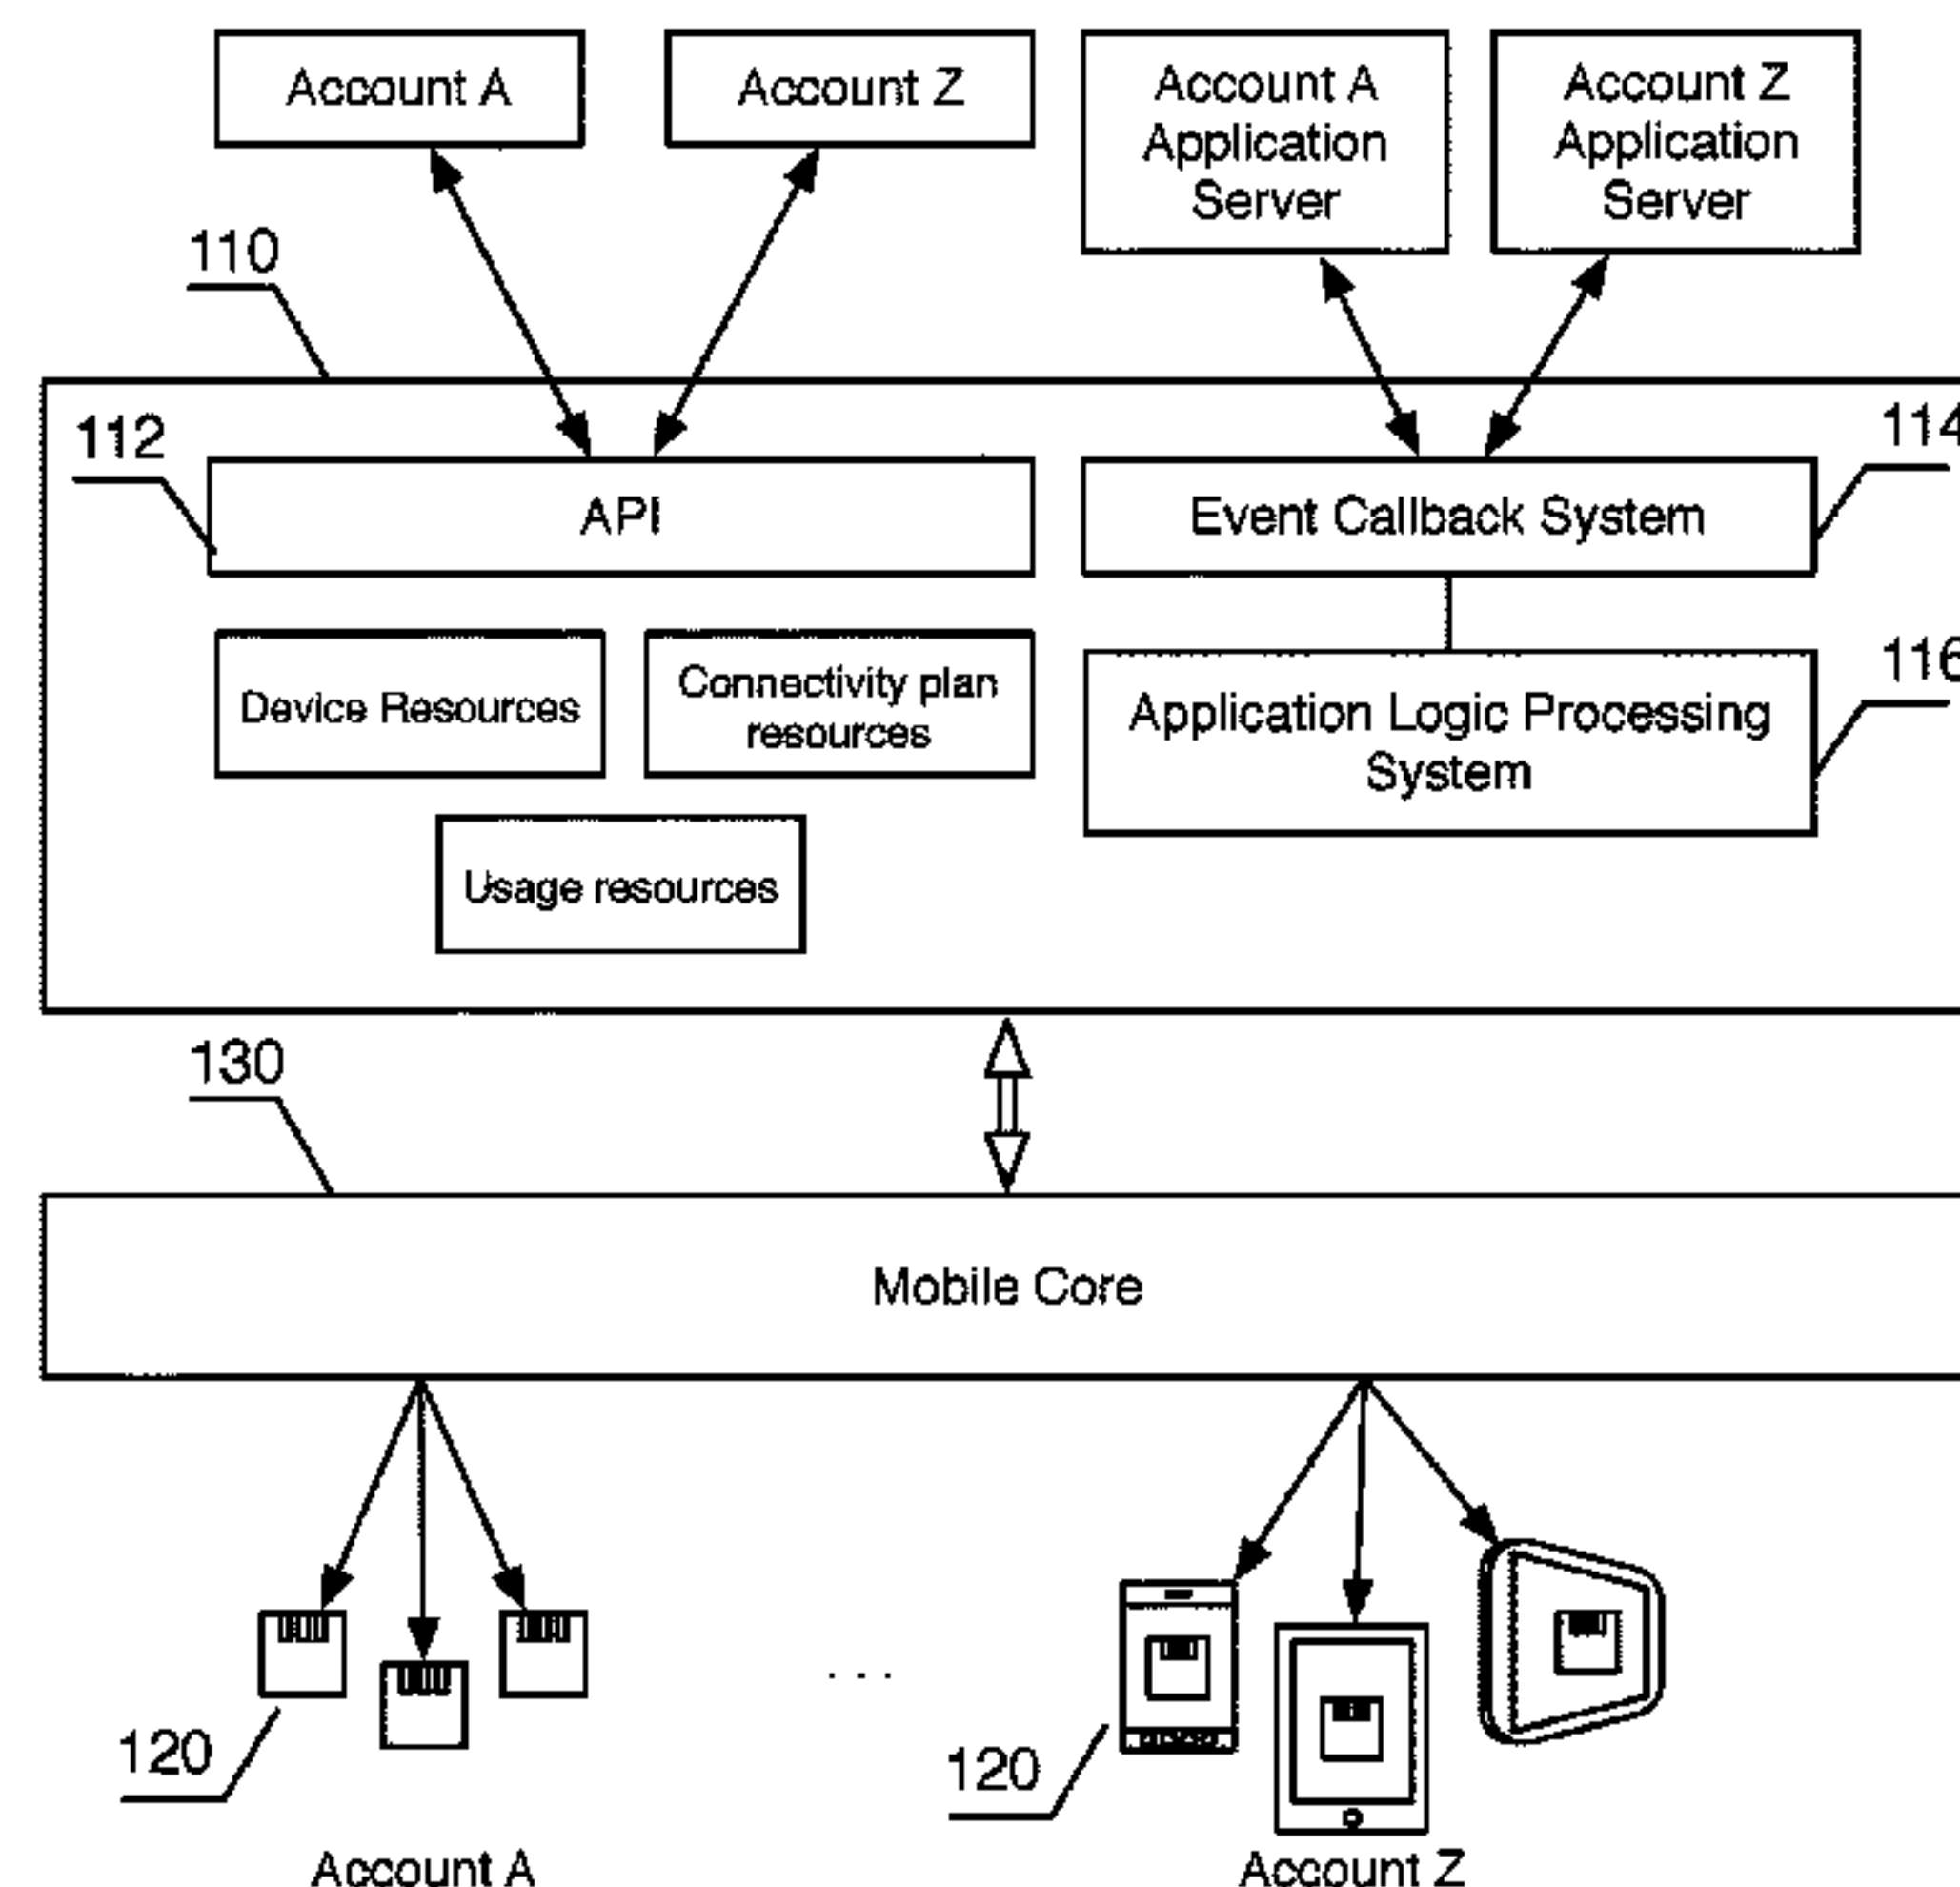 Account A
Account Z
Account A
Application
Server
Account Z
Application
Server
110
112
API
Event Callback System
114
Device Resources
Connectivity plan
resources
Application Logic Processing
System
116
Usage resources
130
Mobile Core
120
. . .
120
Account A
Account Z